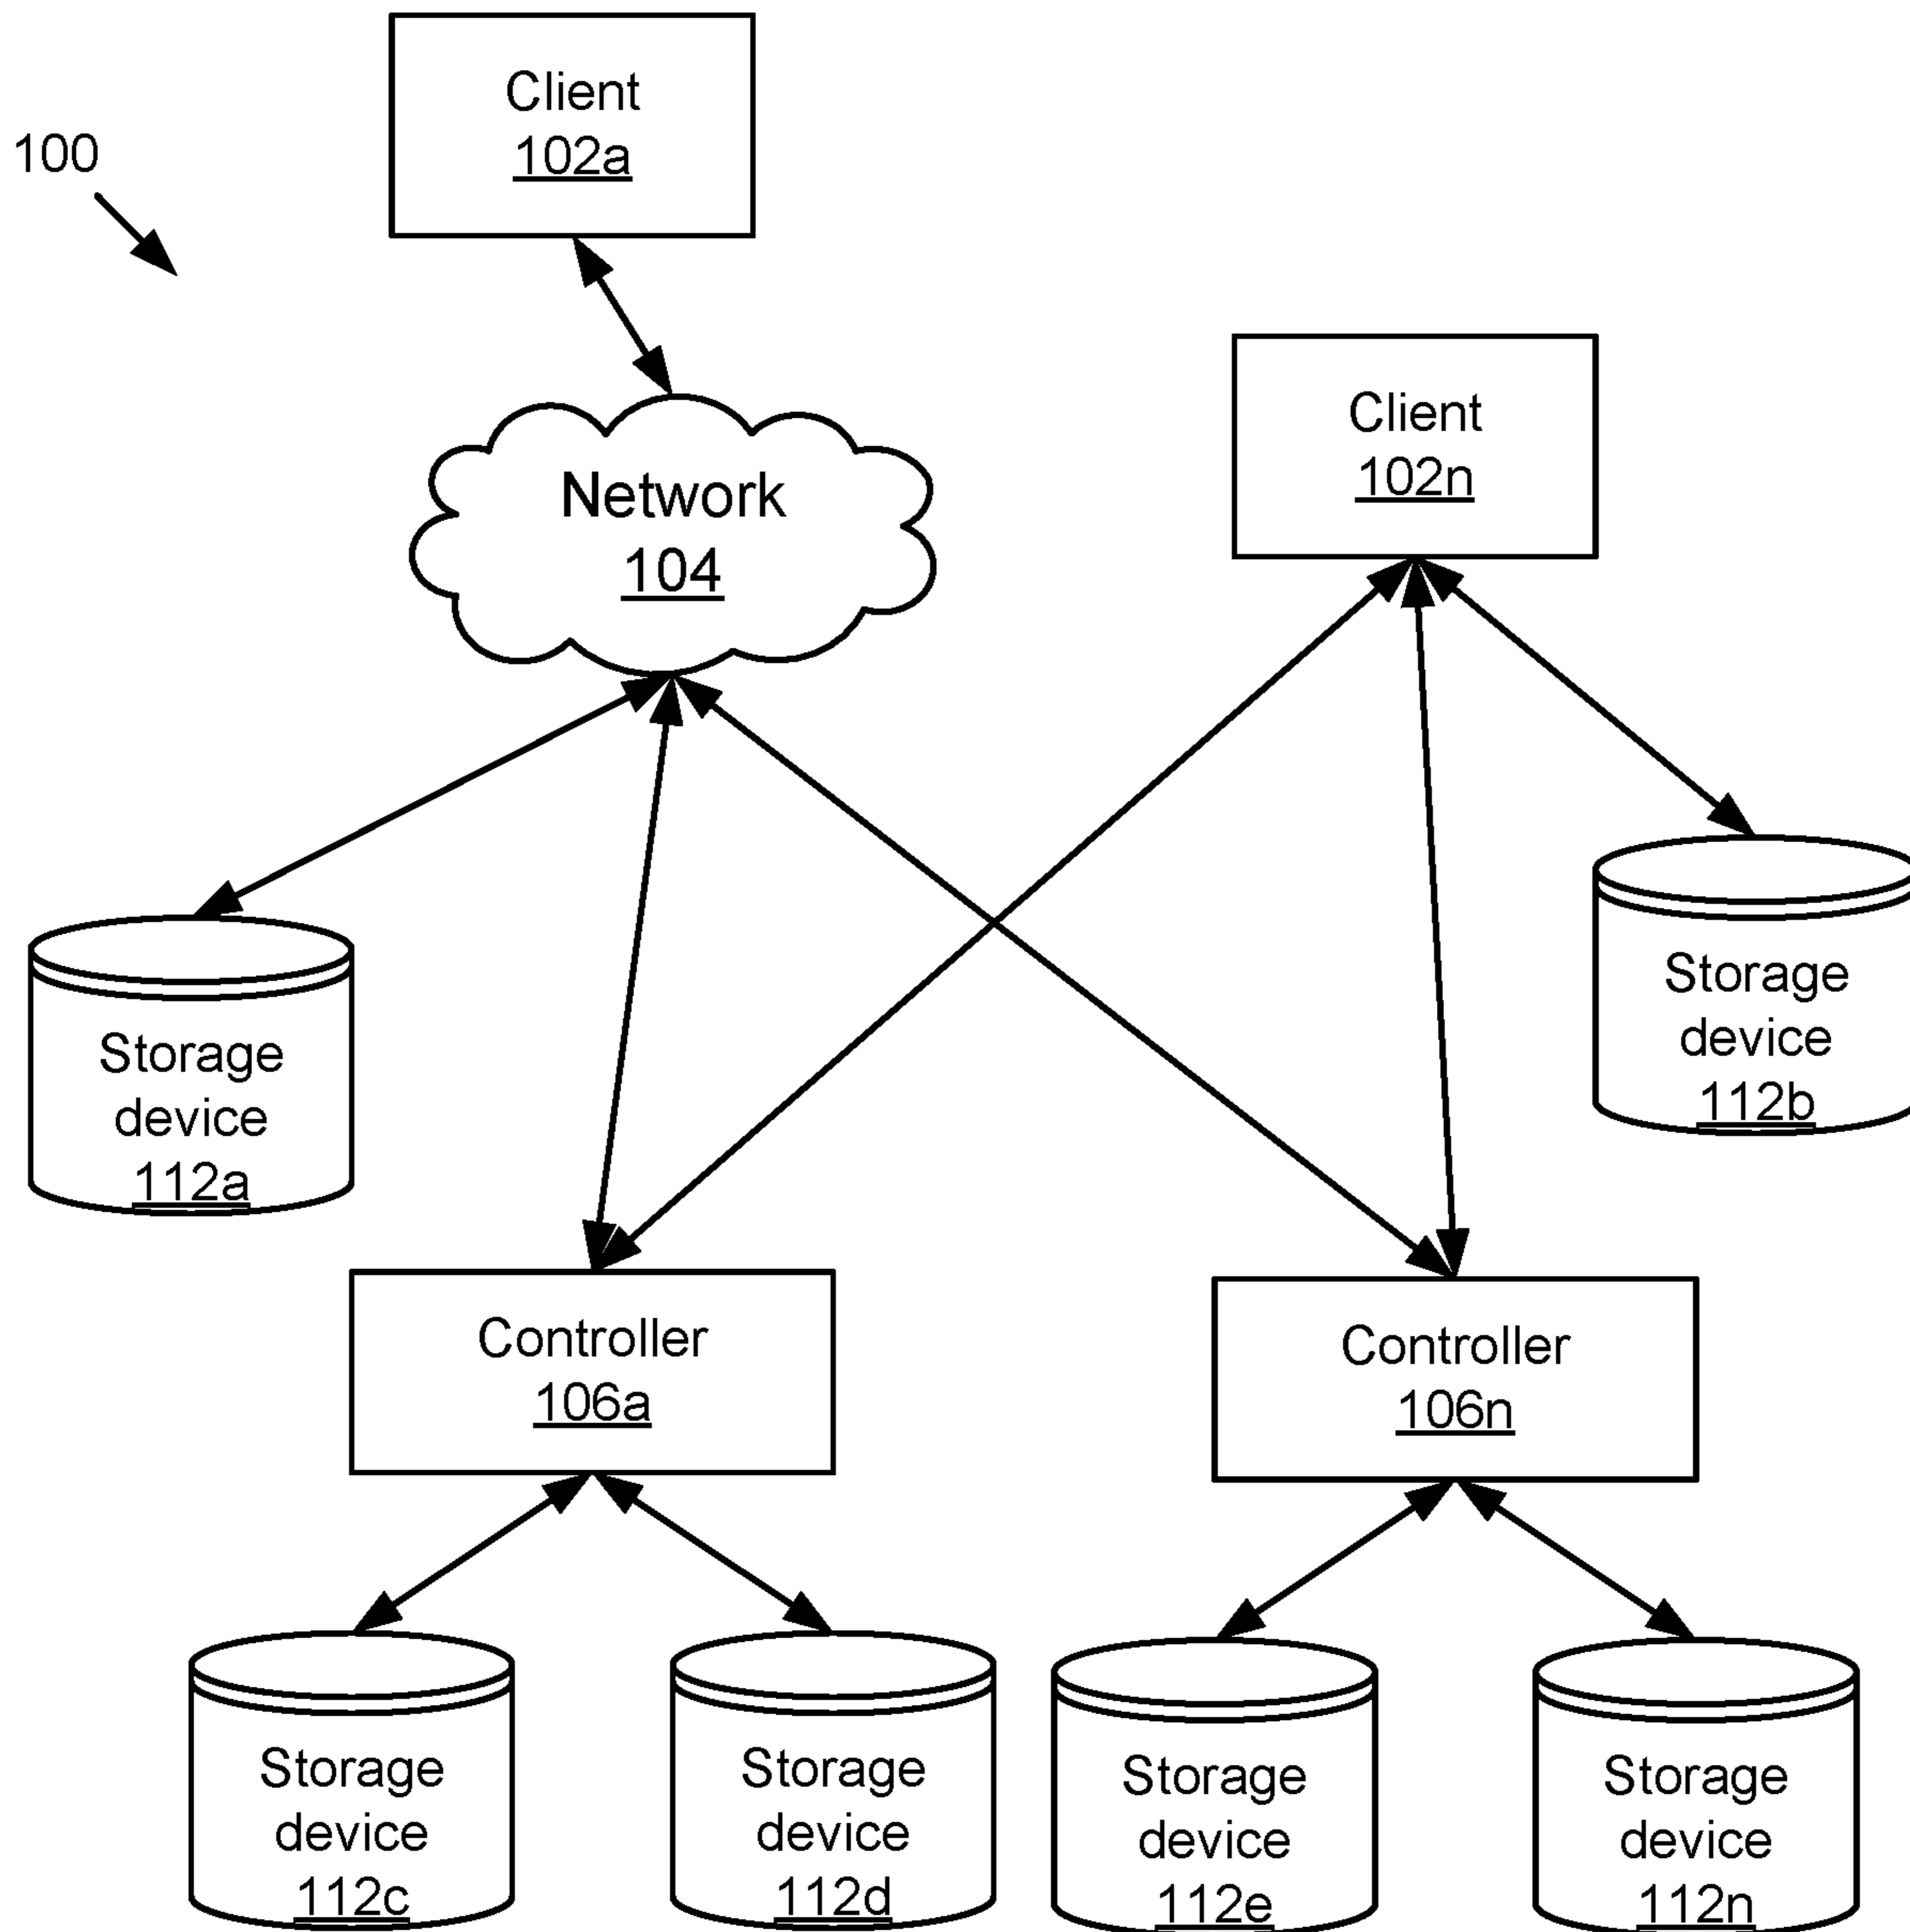 Client
102a
100
Client
102n
Network
104
Storage
device
112b
Storage
device
112a
Controller
106a
Controller
106n
Storage
device
112c
Storage
device
112d
Storage
device
112e
Storage
device
112n